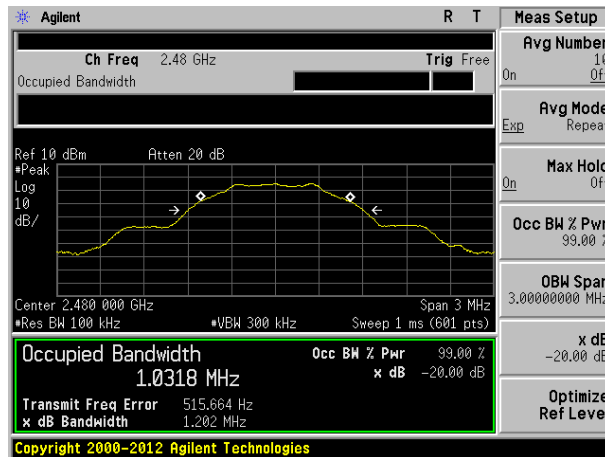 Agilent R T Meas Setup
Ch Freq 2.48 GHz Trig Free
Occupied Bandwidth
Avg Number
10
On Off
Avg Mode
Exp Repeat
Max Hold
On Off
Occ BW % Pwr
99.00 %
OBW Span
3.00000000 MHz
x dB
-20.00 dB
Optimize
Ref Level
Ref 10 dBm Atten 20 dB
#Peak
Log
10
dB/
Center 2.480 000 GHz Span 3 MHz
#Res BW 100 kHz #VBW 300 kHz Sweep 1 ms (601 pts)
Occupied Bandwidth Occ BW % Pwr 99.00 %
1.0318 MHz x dB -20.00 dB
Transmit Freq Error 515.664 Hz
x dB Bandwidth 1.202 MHz
Copyright 2000-2012 Agilent Technologies